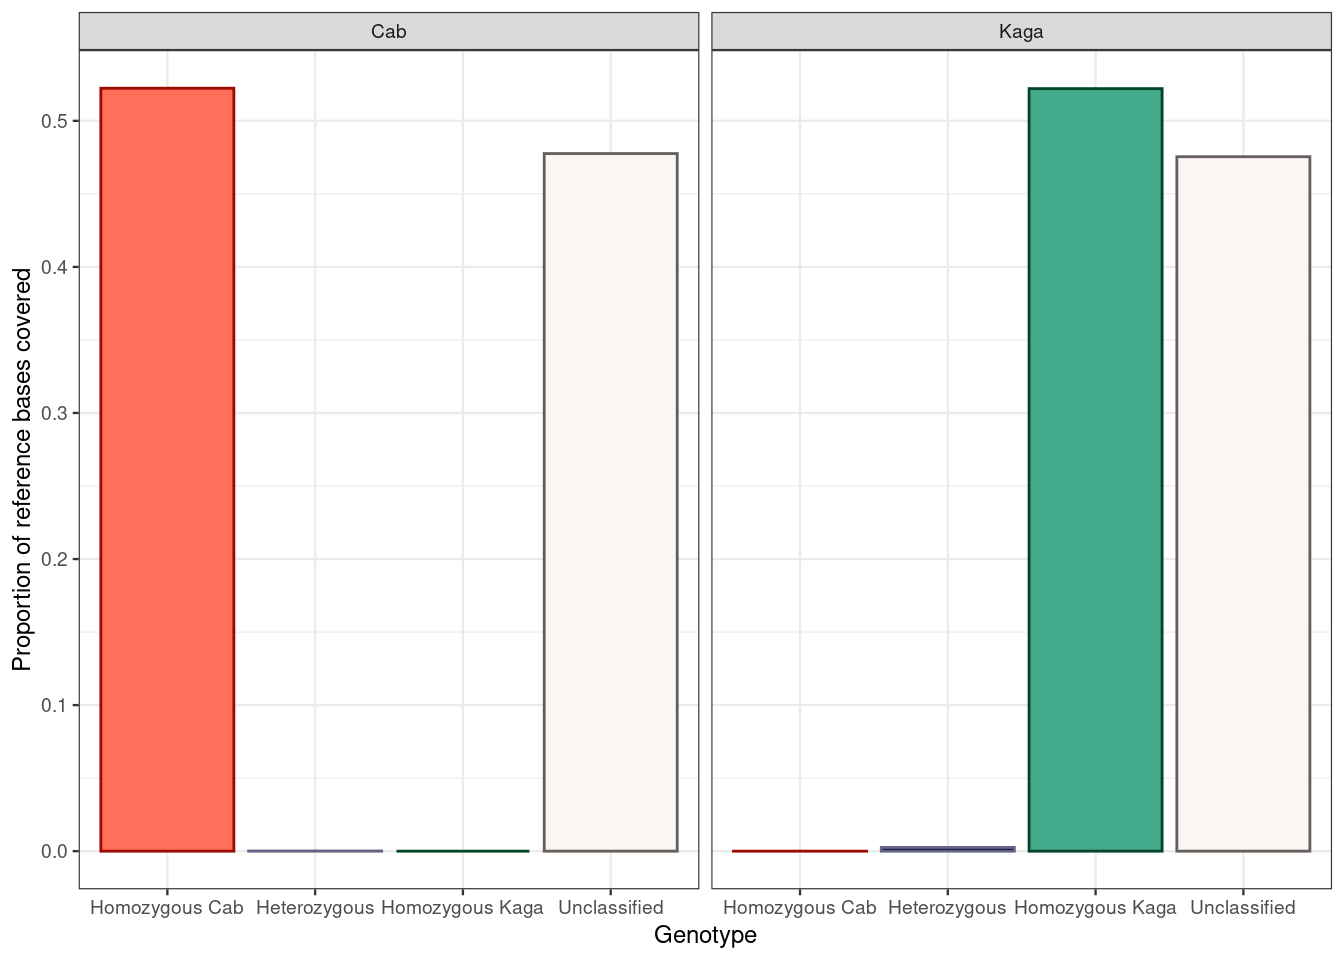 Cab
Kaga
Proportion of reference bases covered
0.5
0.4
0.3
0.2
0.1
0.0
Homozygous Cab Heterozygous Homozygous Kaga Unclassified
Homozygous Cab Heterozygous Homozygous Kaga Unclassified
Genotype